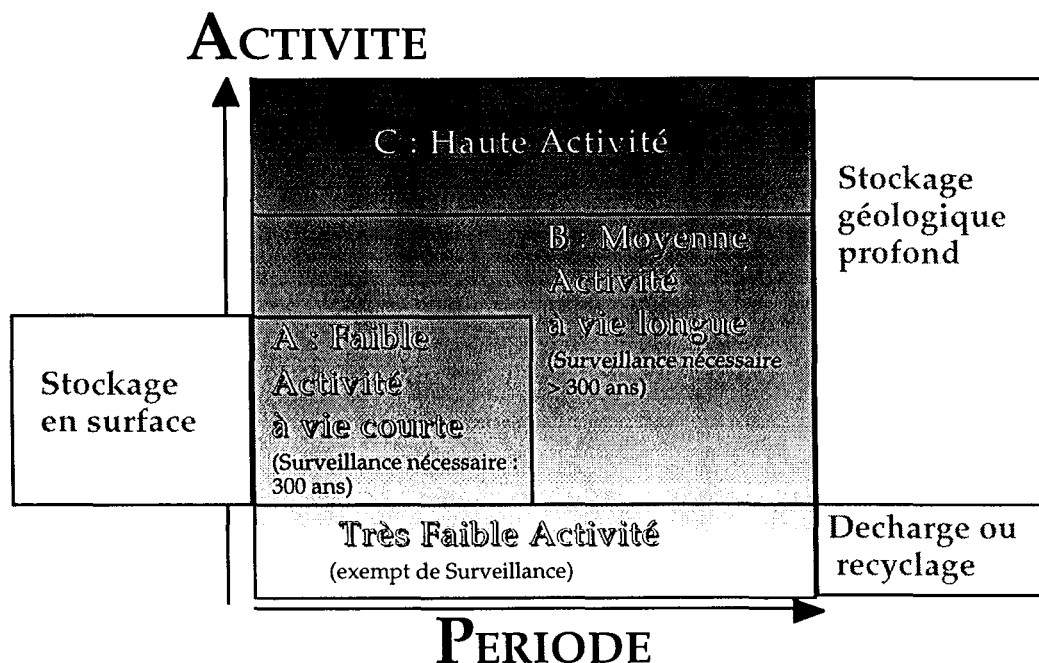 ACTIVITE
C : Haute Activité
B : Moyenne
Activité
à vie longue
(Surveillance nécessaire
> 300 ans)
Stockage
géologique
profond
A : Faible
Activité
à vie courte
(Surveillance nécessaire :
300 ans)
Stockage
en surface
Très Faible Activité
(exempt de Surveillance)
Decharge ou
recyclage
PERIODE